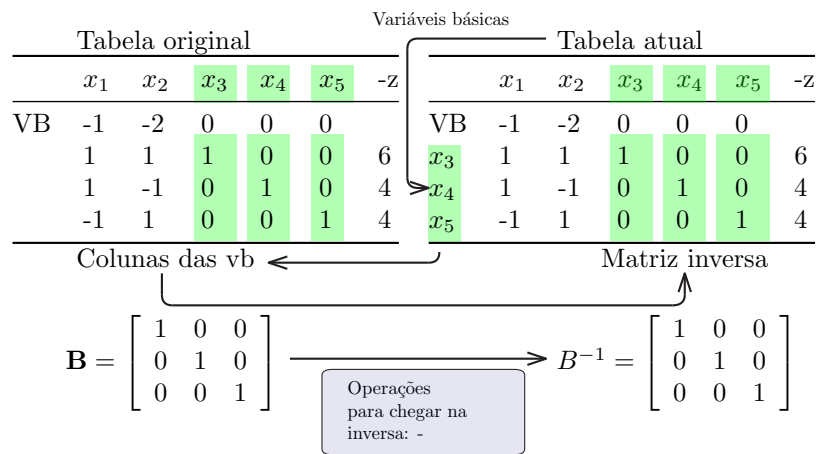 Variáveis básicas
Tabela original Tabela atual
x₁ x₂ x₃ x₄ x₅ -z x₁ x₂ x₃ x₄ x₅ -z
VB -1 -2 0 0 0 VB -1 -2 0 0 0
1 1 1 0 0 6 x₃ 1 1 1 0 0 6
1 -1 0 1 0 4 x₄ 1 -1 0 1 0 4
-1 1 0 0 1 4 x₅ -1 1 0 0 1 4
Colunas das vb Matriz inversa
1 0 0 1 0 0
B = 0 1 0 B⁻¹ = 0 1 0
0 0 1 0 0 1
Operações
para chegar na
inversa: -